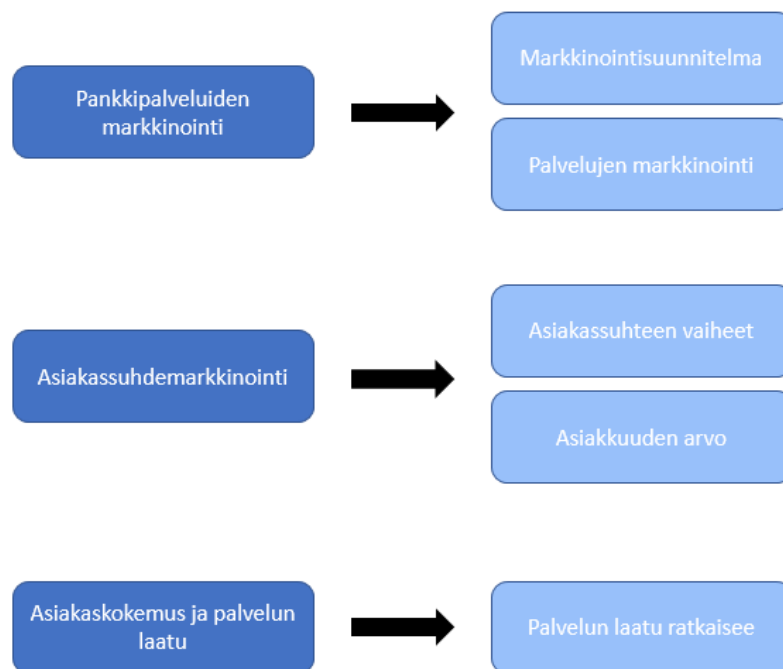 Pankkipalveluiden
markkinointi
Markkinointisuunnitelma
Palvelujen markkinointi
Asiakassuhdemarkkinointi
Asiakassuhteen vaiheet
Asiakkuuden arvo
Asiakaskokemus ja palvelun
laatu
Palvelun laatu ratkaisee